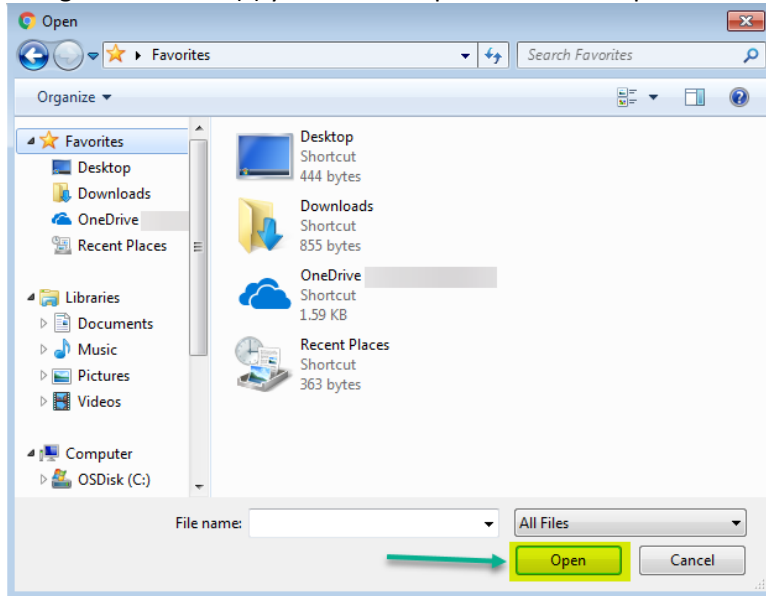 Open
Favorites
Search Favorites
Organize
Favorites
Desktop
Downloads
OneDrive
Recent Places
Libraries
Documents
Music
Pictures
Videos
Computer
OSDisk (C:)
Desktop
Shortcut
444 bytes
Downloads
Shortcut
855 bytes
OneDrive
Shortcut
1.59 KB
Recent Places
Shortcut
363 bytes
File name:
All Files
Open
Cancel